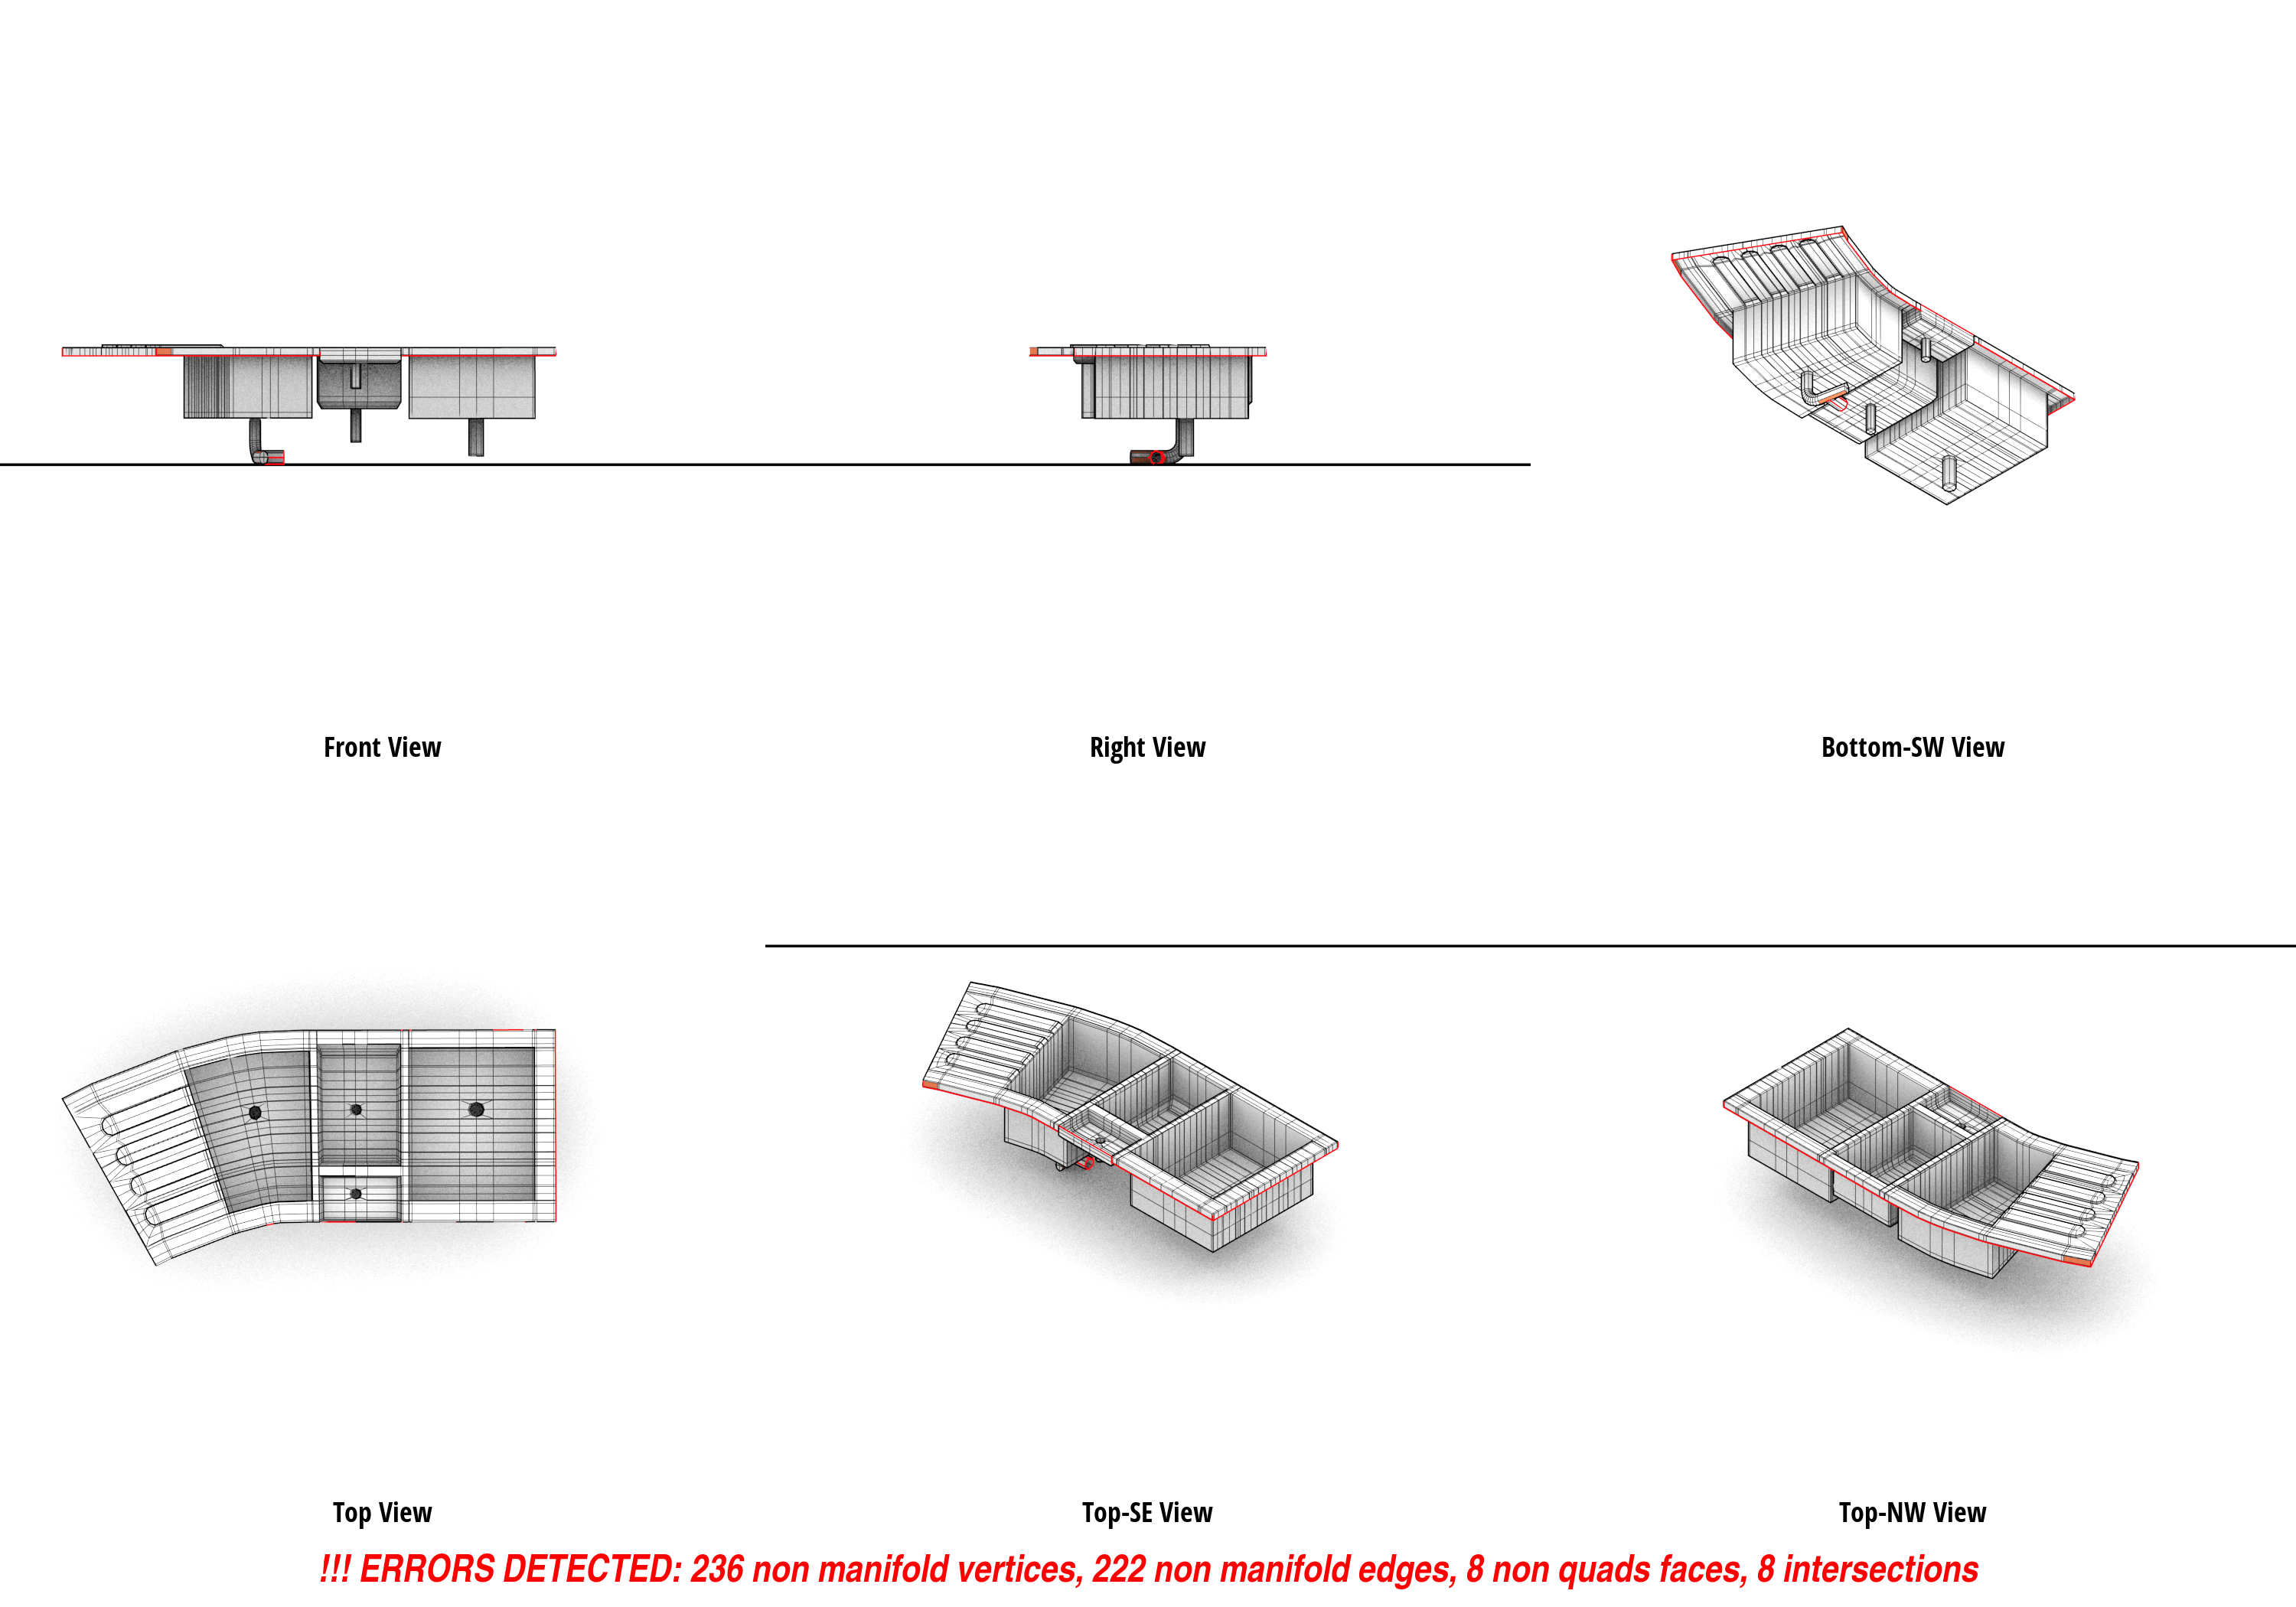 Front View
Right View
Bottom-SW View
Top View
Top-SE View
Top-NW View
!!! ERRORS DETECTED: 236 non manifold vertices, 222 non manifold edges, 8 non quads faces, 8 intersections